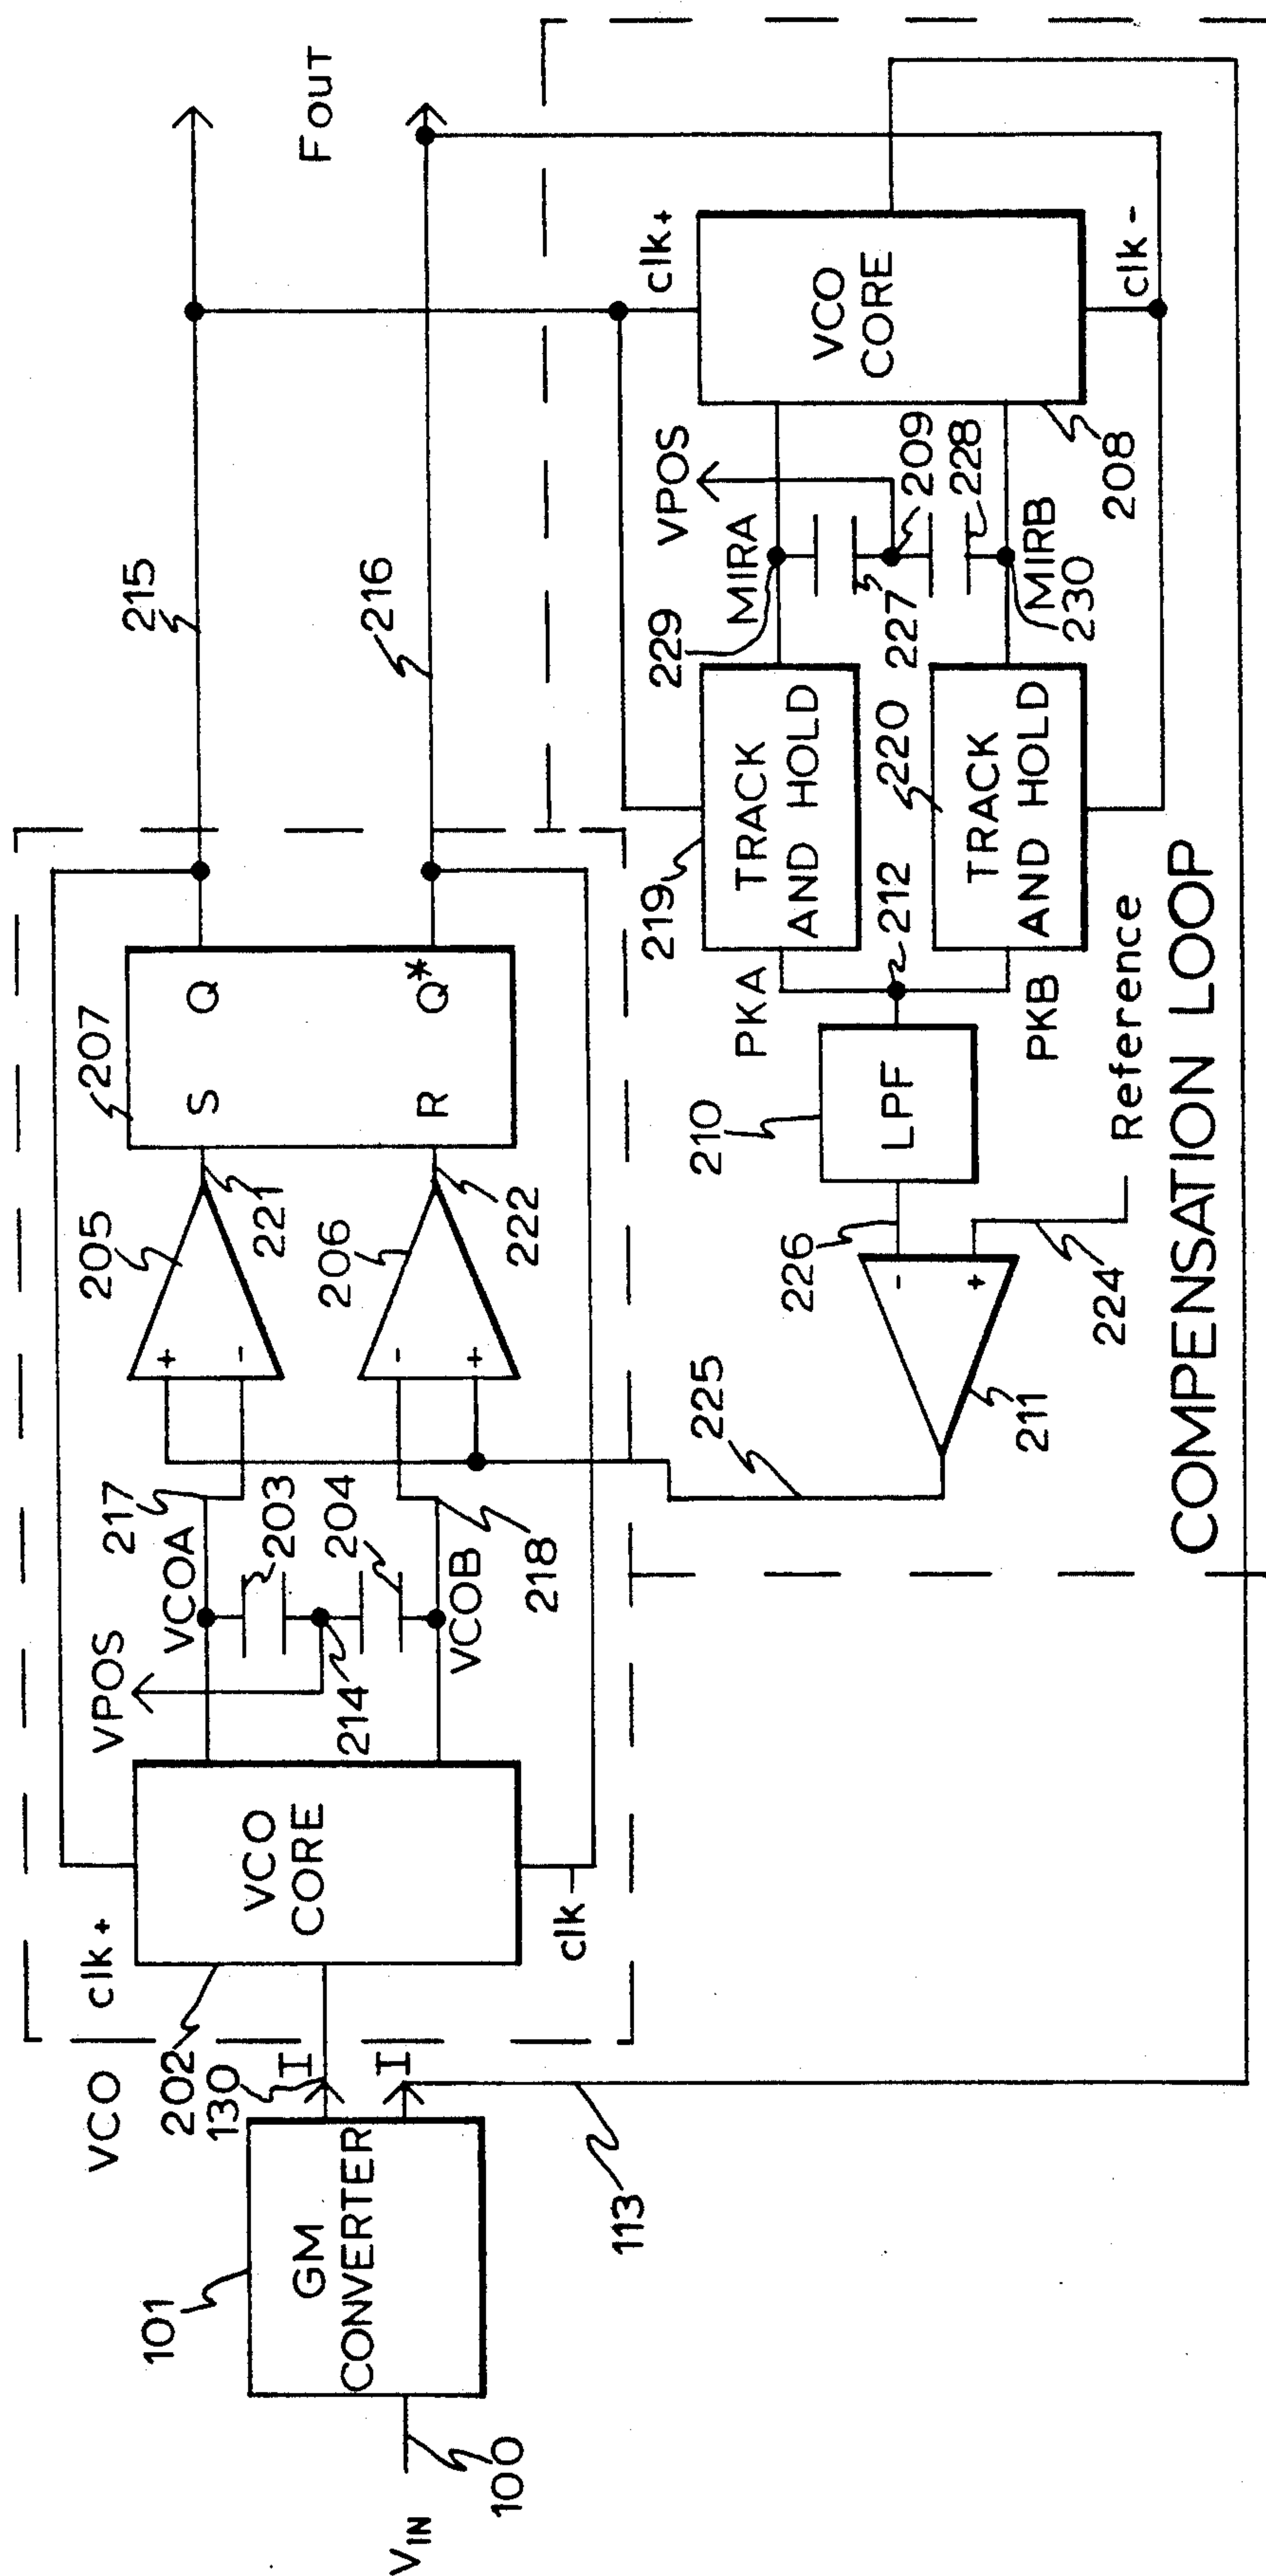 VCO
clk+
202
VPOS
VCOA
217
205
207
215
S
Q
221
FOUT
VCO
CORE
203
214
204
206
R
Q*
216
222
VCOB
218
clk-
130
I
I
101
GM
CONVERTER
VIN
100
113
225
226
210
LPF
PKA
212
PKB
219
TRACK
AND HOLD
220
TRACK
AND HOLD
229
MIRA
VPOS
227
209
228
MIRB
230
clk+
VCO
CORE
clk-
208
-
+
211
224
Reference
+
-
-
+
COMPENSATION LOOP